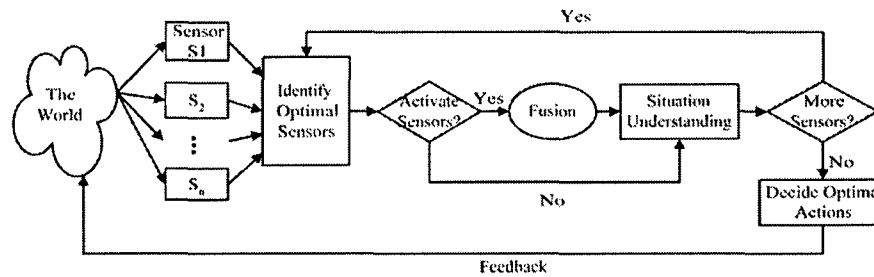 Yes
Sensor
S1
The
World
S2
Sn
Identify
Optimal
Sensors
Activate
Sensors?
Yes
Fusion
Situation
Understanding
More
Sensors?
No
No
Decide Optima
Actions
Feedback